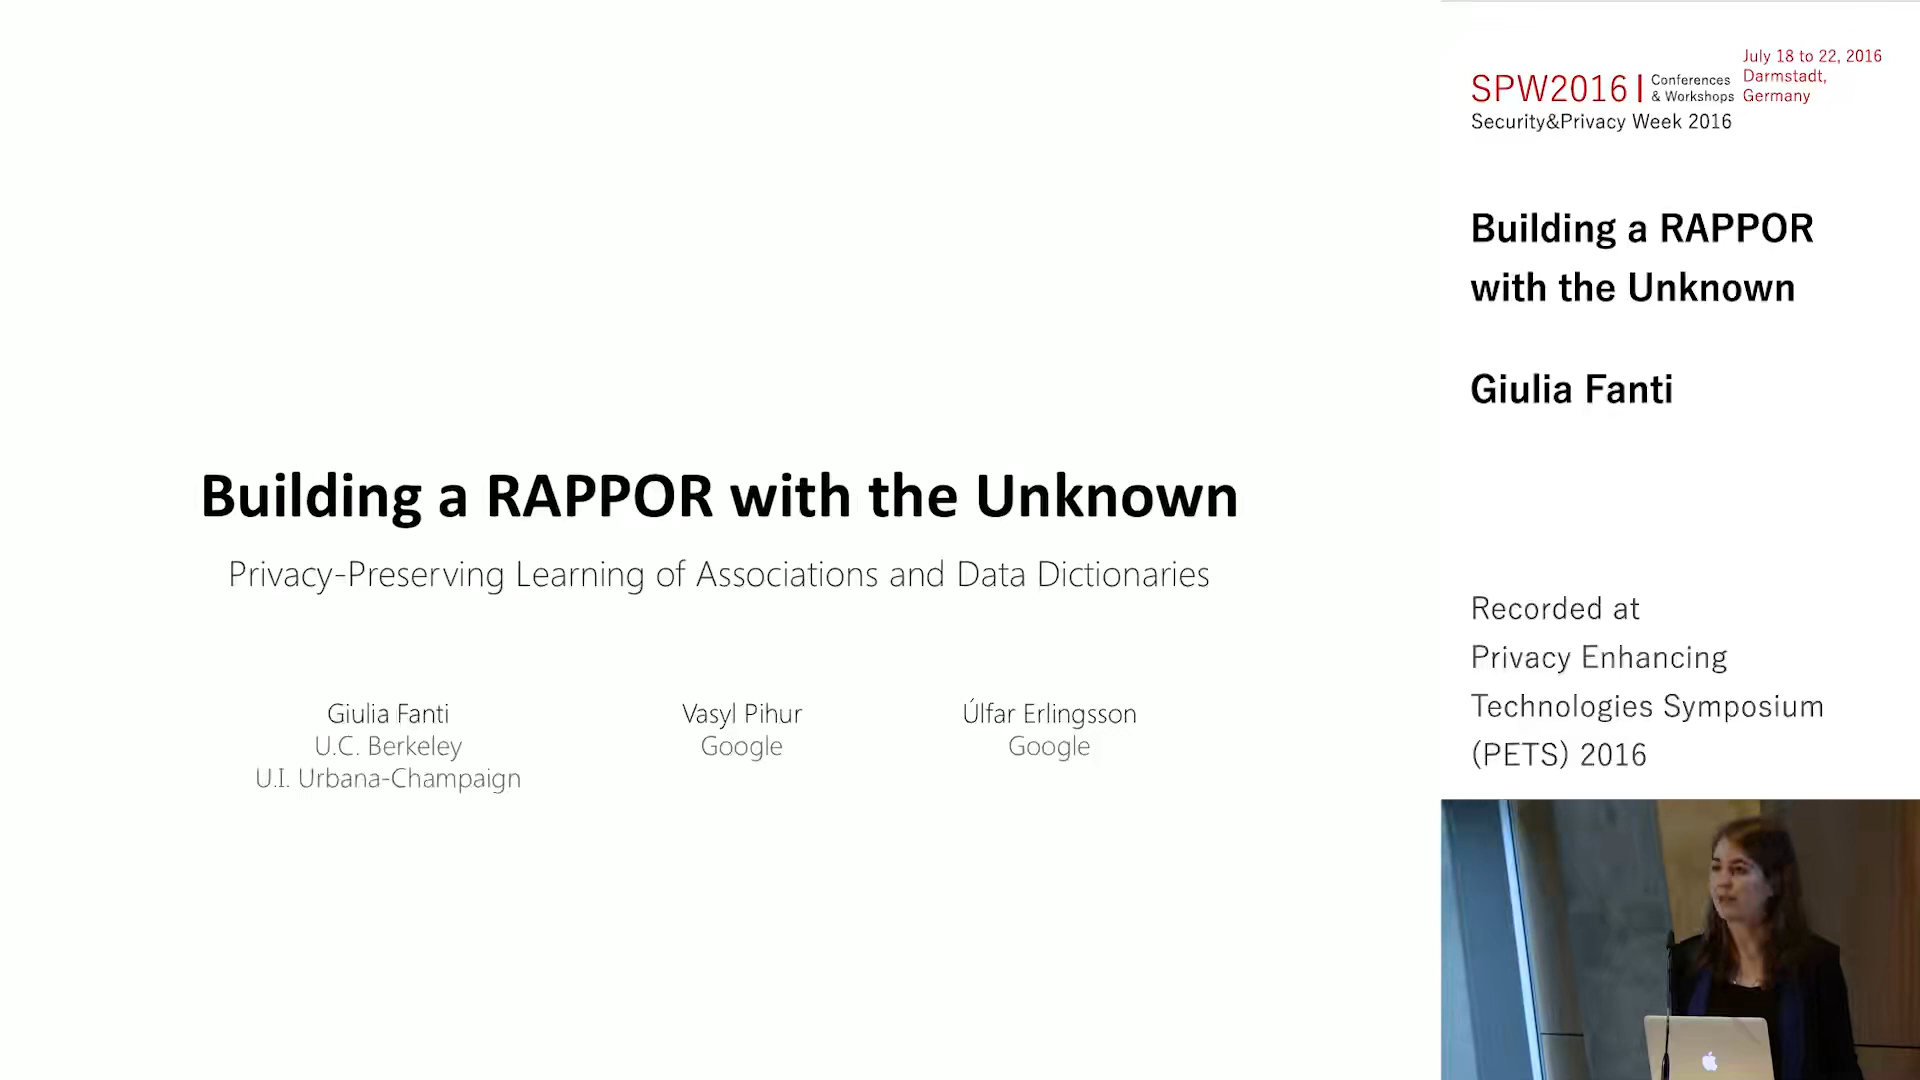 Building a RAPPOR with the Unknown
Privacy-Preserving Learning of Associations and Data Dictionaries
Giulia Fanti
U.C. Berkeley
U.I. Urbana-Champaign
Vasyl Pihur
Google
Úlfar Erlingsson
Google
SPW2016 | Conferences & Workshops
July 18 to 22, 2016
Darmstadt,
Germany
Security&Privacy Week 2016
Building a RAPPOR
with the Unknown
Giulia Fanti
Recorded at
Privacy Enhancing
Technologies Symposium
(PETS) 2016